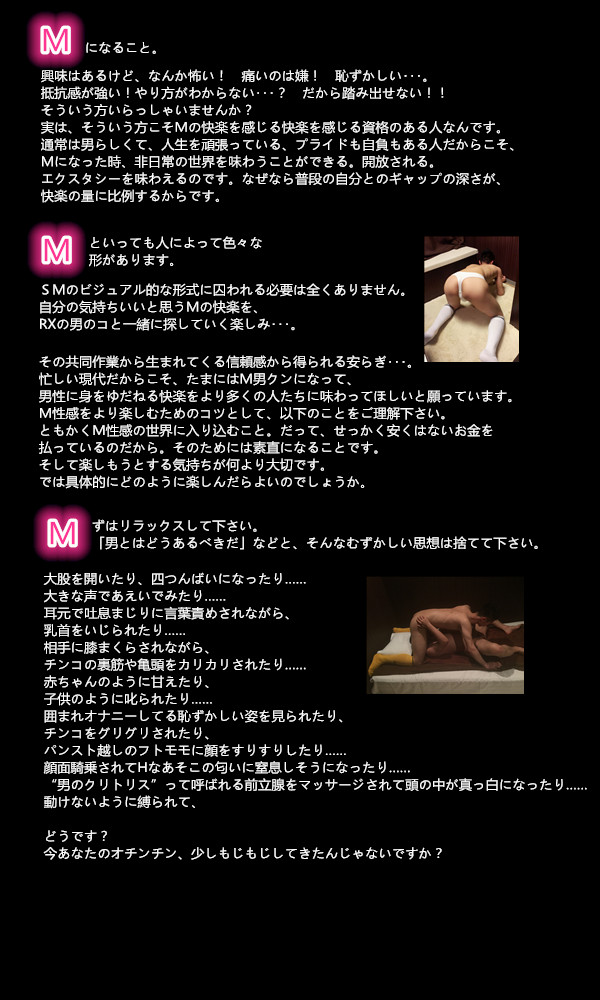 Mになること。
興味はあるけど、なんか怖い！　痛いのは嫌！　恥ずかしい･･･。
抵抗感が強い！やり方がわからない･･･？　だから踏み出せない！！
そういう方いらっしゃいませんか？
実は、そういう方こそMの快楽を感じる快楽を感じる資格のある人なんです。
通常は男らしくて、人生を頑張っている、プライドも自負もある人だからこそ、
Mになった時、非日常の世界を味わうことができる。開放される。
エクスタシーを味わえるのです。なぜなら普段の自分とのギャップの深さが、
快楽の量に比例するからです。
Mといっても人によって色々な
形があります。
ＳMのビジュアル的な形式に囚われる必要は全くありません。
自分の気持ちいいと思うMの快楽を、
RXの男のコと一緒に探していく楽しみ･･･。
その共同作業から生まれてくる信頼感から得られる安らぎ･･･。
忙しい現代だからこそ、たまにはM男クンになって、
男性に身をゆだねる快楽をより多くの人たちに味わってほしいと願っています。
M性感をより楽しむためのコツとして、以下のことをご理解下さい。
ともかくM性感の世界に入り込むこと。だって、せっかく安くはないお金を
払っているのだから。そのためには素直になることです。
そして楽しもうとする気持ちが何より大切です。
では具体的にどのように楽しんだらよいのでしょうか。
Mずはリラックスして下さい。
「男とはどうあるべきだ」などと、そんなむずかしい思想は捨てて下さい。
大股を開いたり、四つんばいになったり……
大きな声であえいでみたり……
耳元で吐息まじりに言葉責めされながら、
乳首をいじられたり……
相手に膝まくらされながら、
チンコの裏筋や亀頭をカリカリされたり……
赤ちゃんのように甘えたり、
子供のように叱られたり……
囲まれオナニーしてる恥ずかしい姿を見られたり、
チンコをグリグリされたり、
パンスト越しのフトモモに顔をすりすりしたり……
顔面騎乗されてHなあそこの匂いに窒息しそうになったり……
“男のクリトリス”って呼ばれる前立腺をマッサージされて頭の中が真っ白になったり……
動けないように縛られて、
どうです？
今あなたのオチンチン、少しもじもじしてきたんじゃないですか？